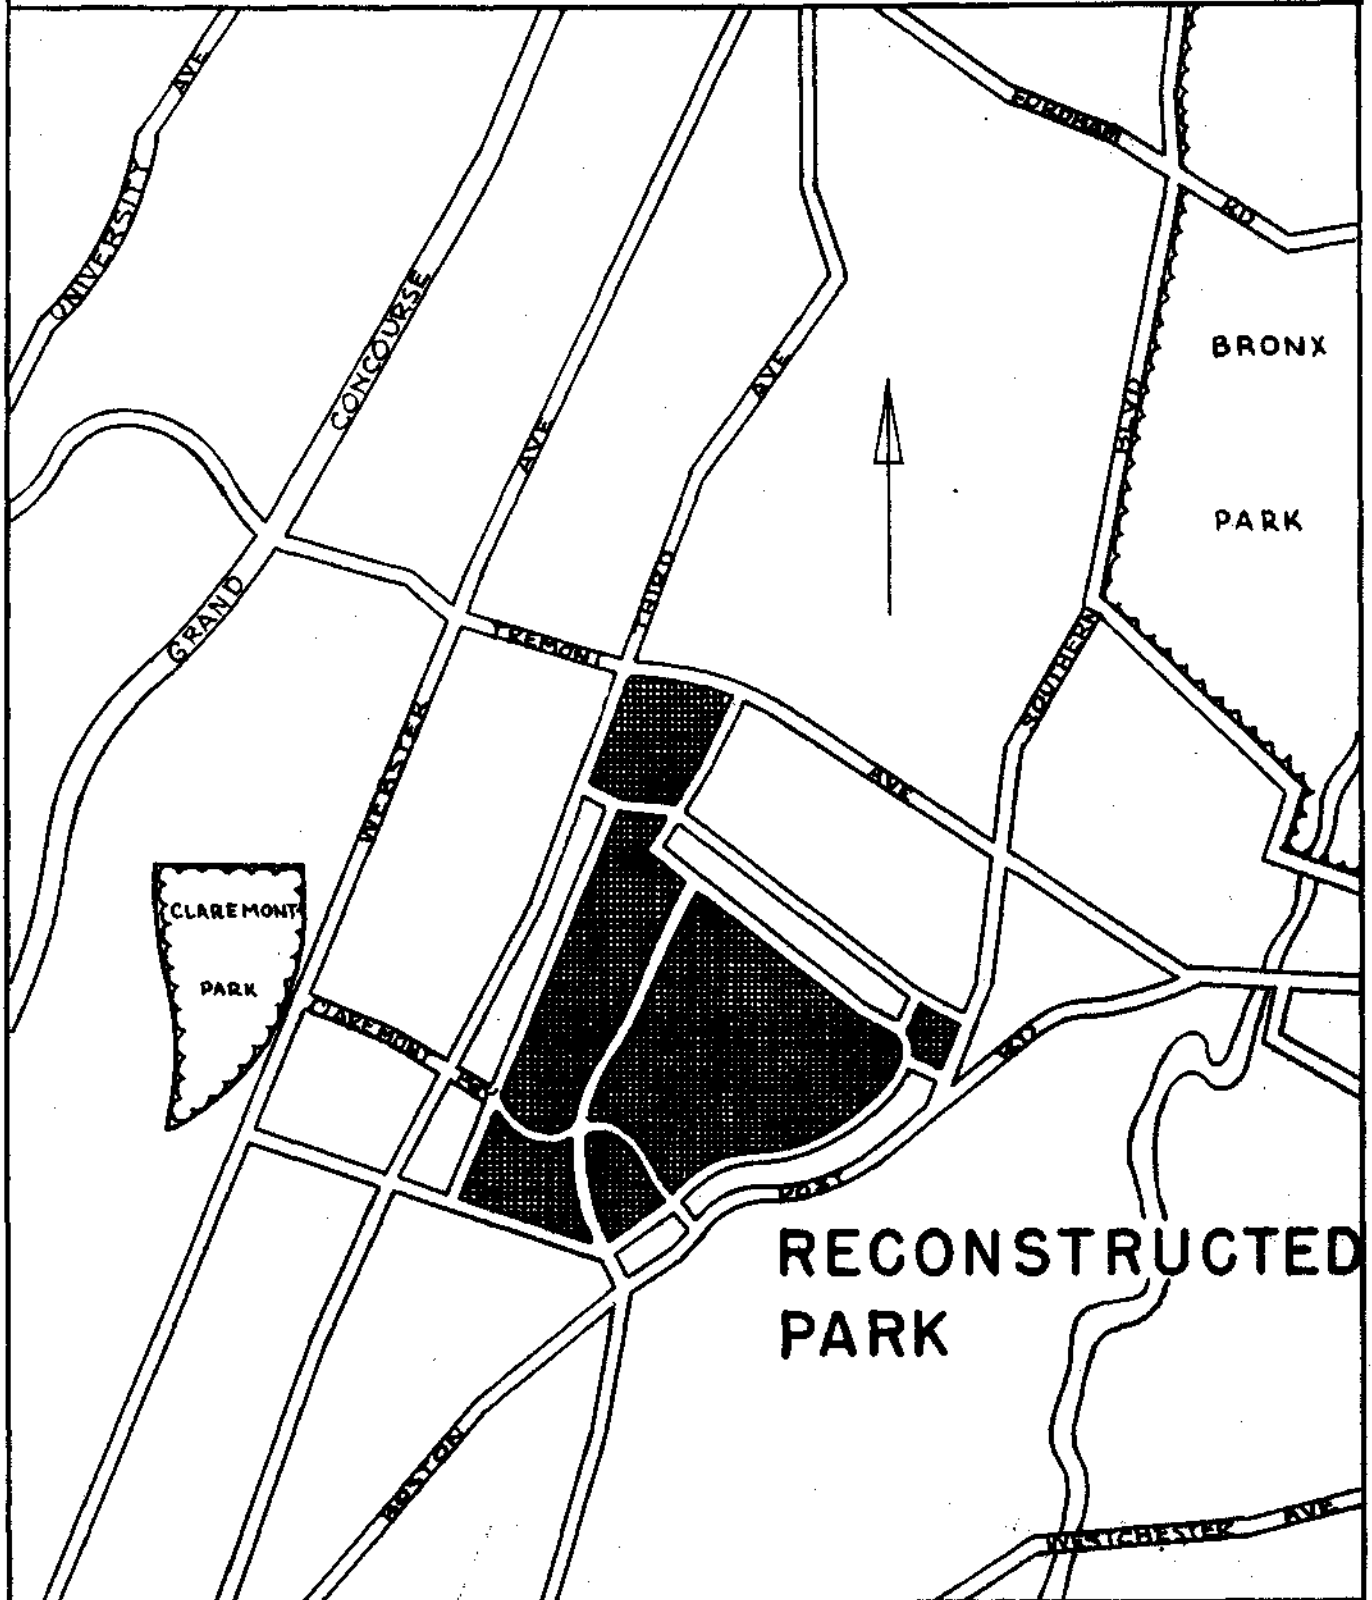 AVE
FORDHAM
UNIVERSITY
RD
CONCOURSE
BRONX
AVE
BLVD
AVE
PARK
THIRD
GRAND
TREMONT
SOUTHERN
WEBSTER
AVE
CLAREMONT
PARK
CLAREMONT
RD
POST
RECONSTRUCTED
PARK
BOSTON
WESTCHESTER AVE